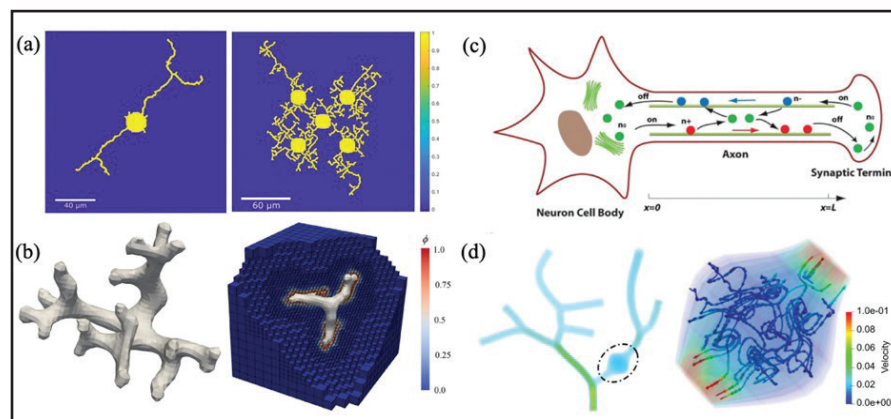 (a)
40 μm
60 μm
1
0.9
0.8
0.7
0.6
0.5
0.4
0.3
0.2
0.1
0
(b)
ϕ
1.0
0.75
0.50
0.25
0.0
(c)
off
n-
on
n0
on
n+
off
n0
Axon
Synaptic Termin
Neuron Cell Body
x=0
x=L
(d)
1.0e-01
0.08
0.06
0.04
0.02
0.0e+00
Velocity